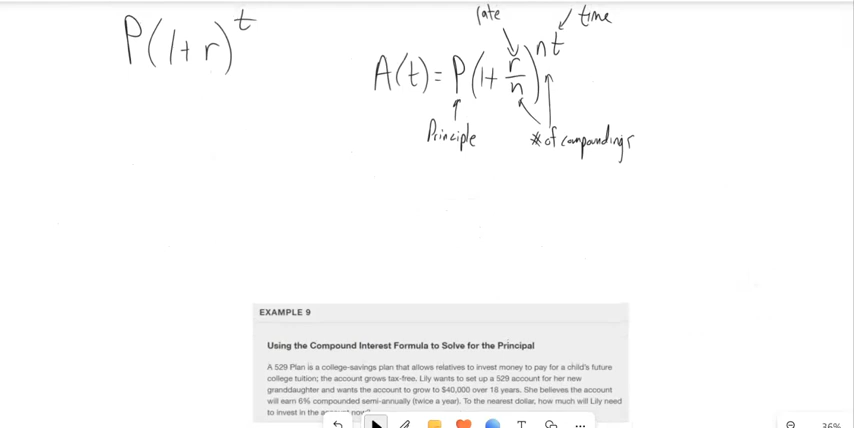 P(1+r)^t
rate
time
A(t)=P(1+r/n)^nt
Principle
# of compoundings
EXAMPLE 9
Using the Compound Interest Formula to Solve for the Principal
A 529 Plan is a college-savings plan that allows relatives to invest money to pay for a child's future
college tuition; the account grows tax-free. Lily wants to set up a 529 account for her new
granddaughter and wants the account to grow to $40,000 over 18 years. She believes the account
will earn 6% compounded semi-annually (twice a year). To the nearest dollar, how much will Lily need
to invest in the now?
T
36%